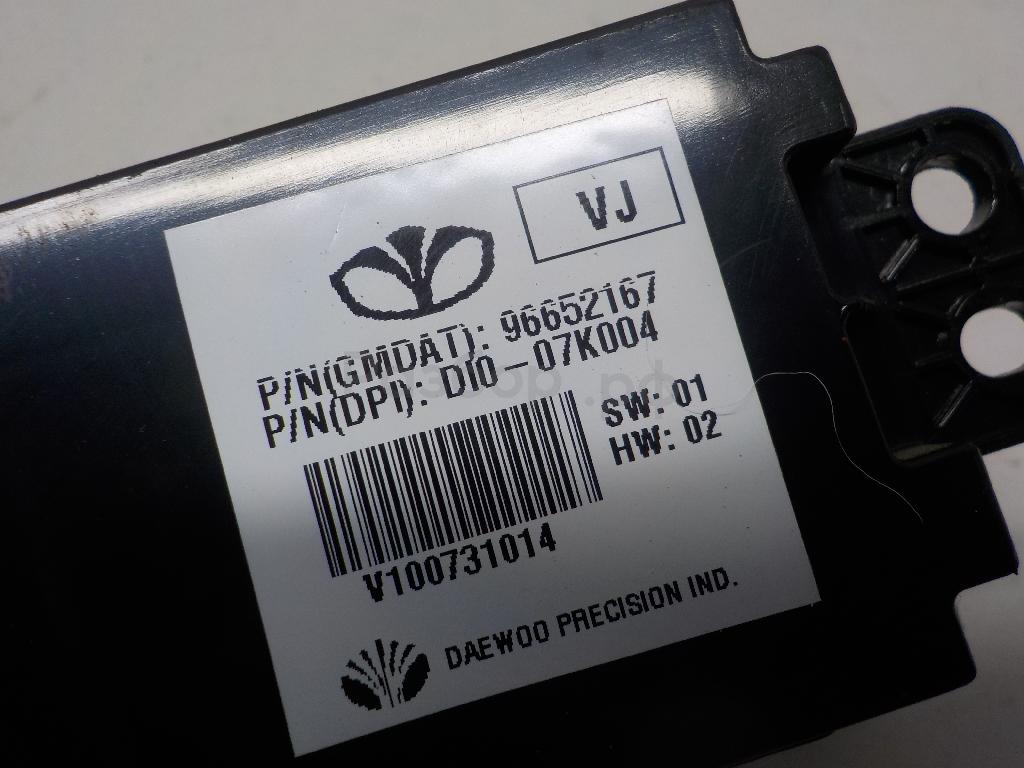 VJ
P/N(GMDAT): 96652167
P/N(DPI): DI0-07K004
SW: 01
HW: 02
V100731014
DAEWOO PRECISION IND.